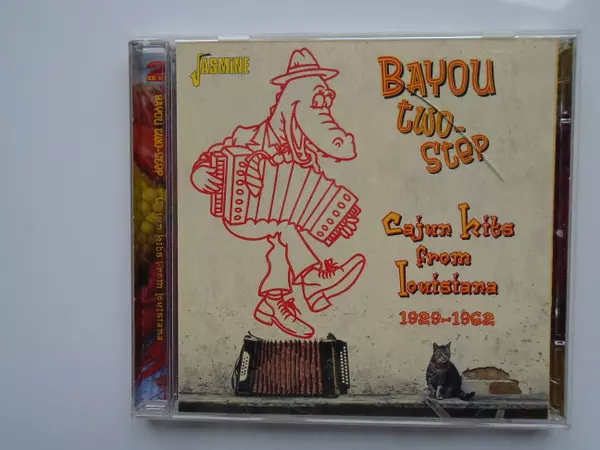 JASMINE
BAYOU
two-
step
Cajun hits
from
Louisiana
1929-1962
BAYOU two-step Cajun hits from Louisiana